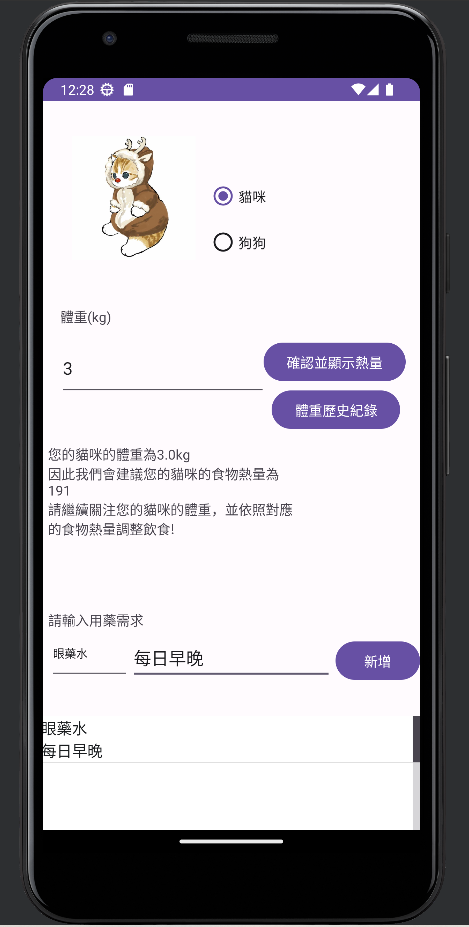 12:28
貓咪
狗狗
體重(kg)
3
確認並顯示熱量
體重歷史紀錄
您的貓咪的體重為3.0kg
因此我們會建議您的貓咪的食物熱量為
191
請繼續關注您的貓咪的體重，並依照對應
的食物熱量調整飲食!
請輸入用藥需求
眼藥水
每日早晚
新增
眼藥水
每日早晚